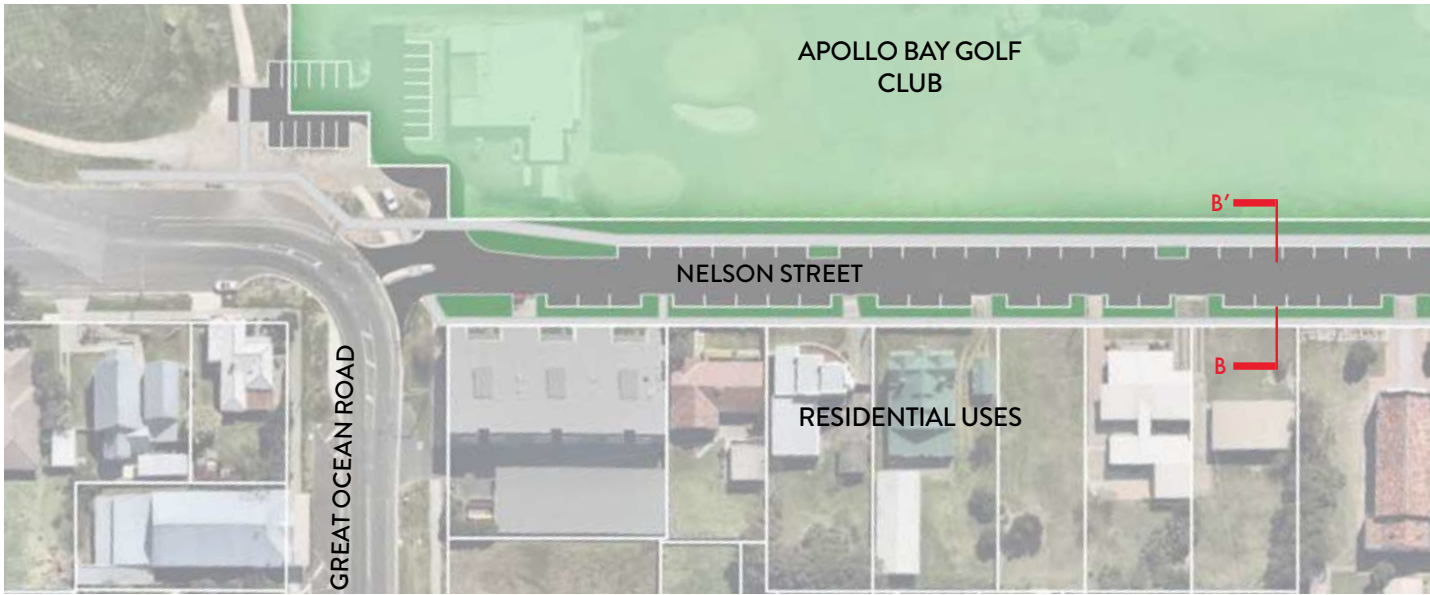 APOLLO BAY GOLF
CLUB
B'
NELSON STREET
B
GREAT OCEAN ROAD
RESIDENTIAL USES